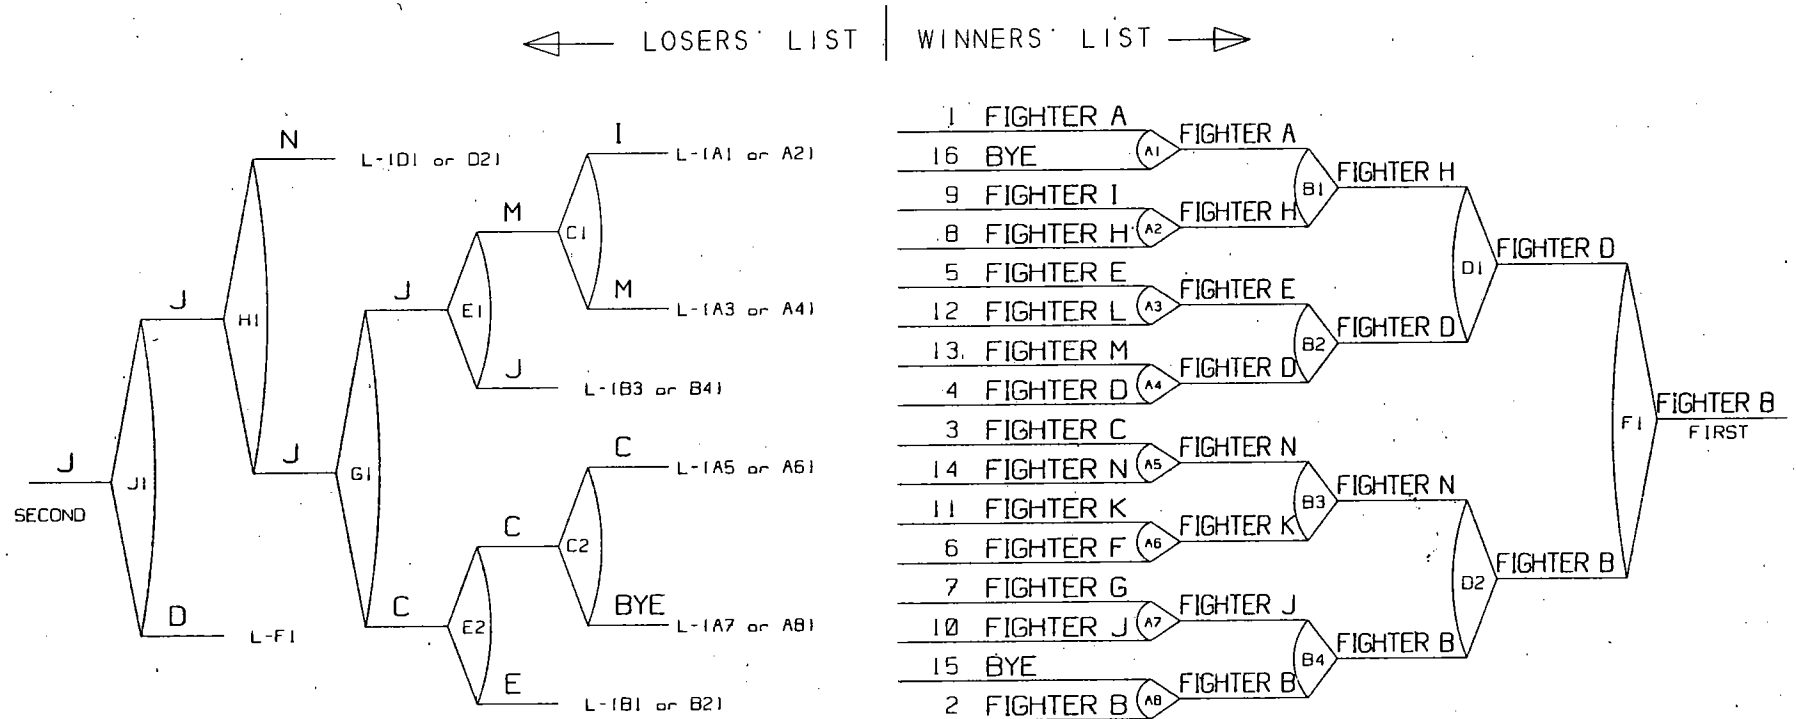 LOSERS' LIST | WINNERS' LIST
N
L-(D1 or D2)
J
H1
J
J1
SECOND
D
L-F1
J
G1
C
I
L-(A1 or A2)
M
C1
M
L-(A3 or A4)
J
E1
J
L-(B3 or B4)
C
L-(A5 or A6)
C
C2
BYE
L-(A7 or A8)
E2
E
L-(B1 or B2)
1 FIGHTER A
A1
16 BYE
9 FIGHTER I
A2
8 FIGHTER H
5 FIGHTER E
A3
12 FIGHTER L
13 FIGHTER M
A4
4 FIGHTER D
3 FIGHTER C
A5
14 FIGHTER N
11 FIGHTER K
A6
6 FIGHTER F
7 FIGHTER G
A7
10 FIGHTER J
15 BYE
A8
2 FIGHTER B
FIGHTER A
B1
FIGHTER H
FIGHTER E
B2
FIGHTER D
FIGHTER N
B3
FIGHTER K
FIGHTER J
B4
FIGHTER B
FIGHTER H
D1
FIGHTER D
FIGHTER N
D2
FIGHTER B
FIGHTER D
F1
FIGHTER B
FIGHTER B
FIRST